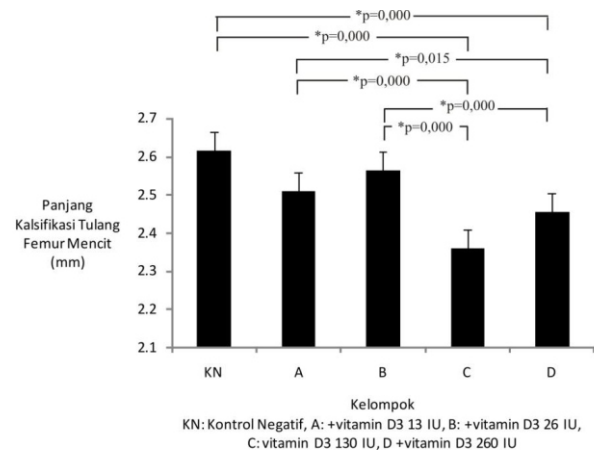 *p=0,000
*p=0,000
*p=0,015
*p=0,000
*p=0,000
*p=0,000
2.7
2.6
2.5
2.4
2.3
2.2
2.1
Panjang
Kalsifikasi Tulang
Femur Mencit
(mm)
KN A B C D
Kelompok
KN: Kontrol Negatif, A: +vitamin D3 13 IU, B: +vitamin D3 26 IU,
C: vitamin D3 130 IU, D +vitamin D3 260 IU